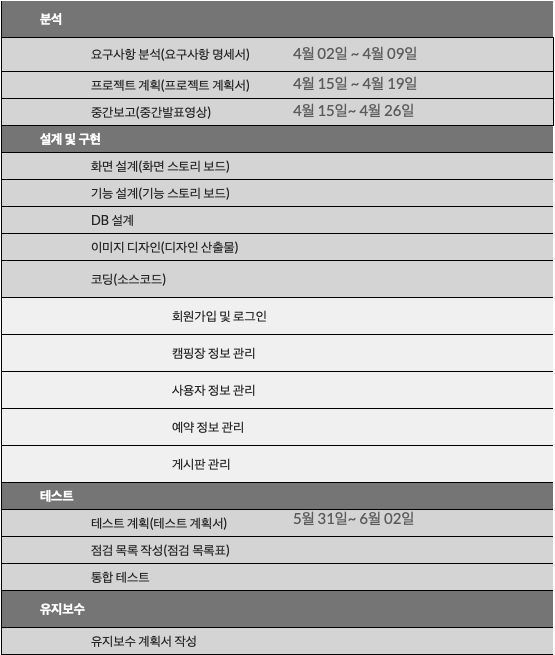 분석
요구사항 분석(요구사항 명세서) 4월 02일 ~ 4월 09일
프로젝트 계획(프로젝트 계획서) 4월 15일 ~ 4월 19일
중간보고(중간발표영상) 4월 15일~ 4월 26일
설계 및 구현
화면 설계(화면 스토리 보드)
기능 설계(기능 스토리 보드)
DB 설계
이미지 디자인(디자인 산출물)
코딩(소스코드)
회원가입 및 로그인
캠핑장 정보 관리
사용자 정보 관리
예약 정보 관리
게시판 관리
테스트
테스트 계획(테스트 계획서) 5월 31일~ 6월 02일
점검 목록 작성(점검 목록표)
통합 테스트
유지보수
유지보수 계획서 작성